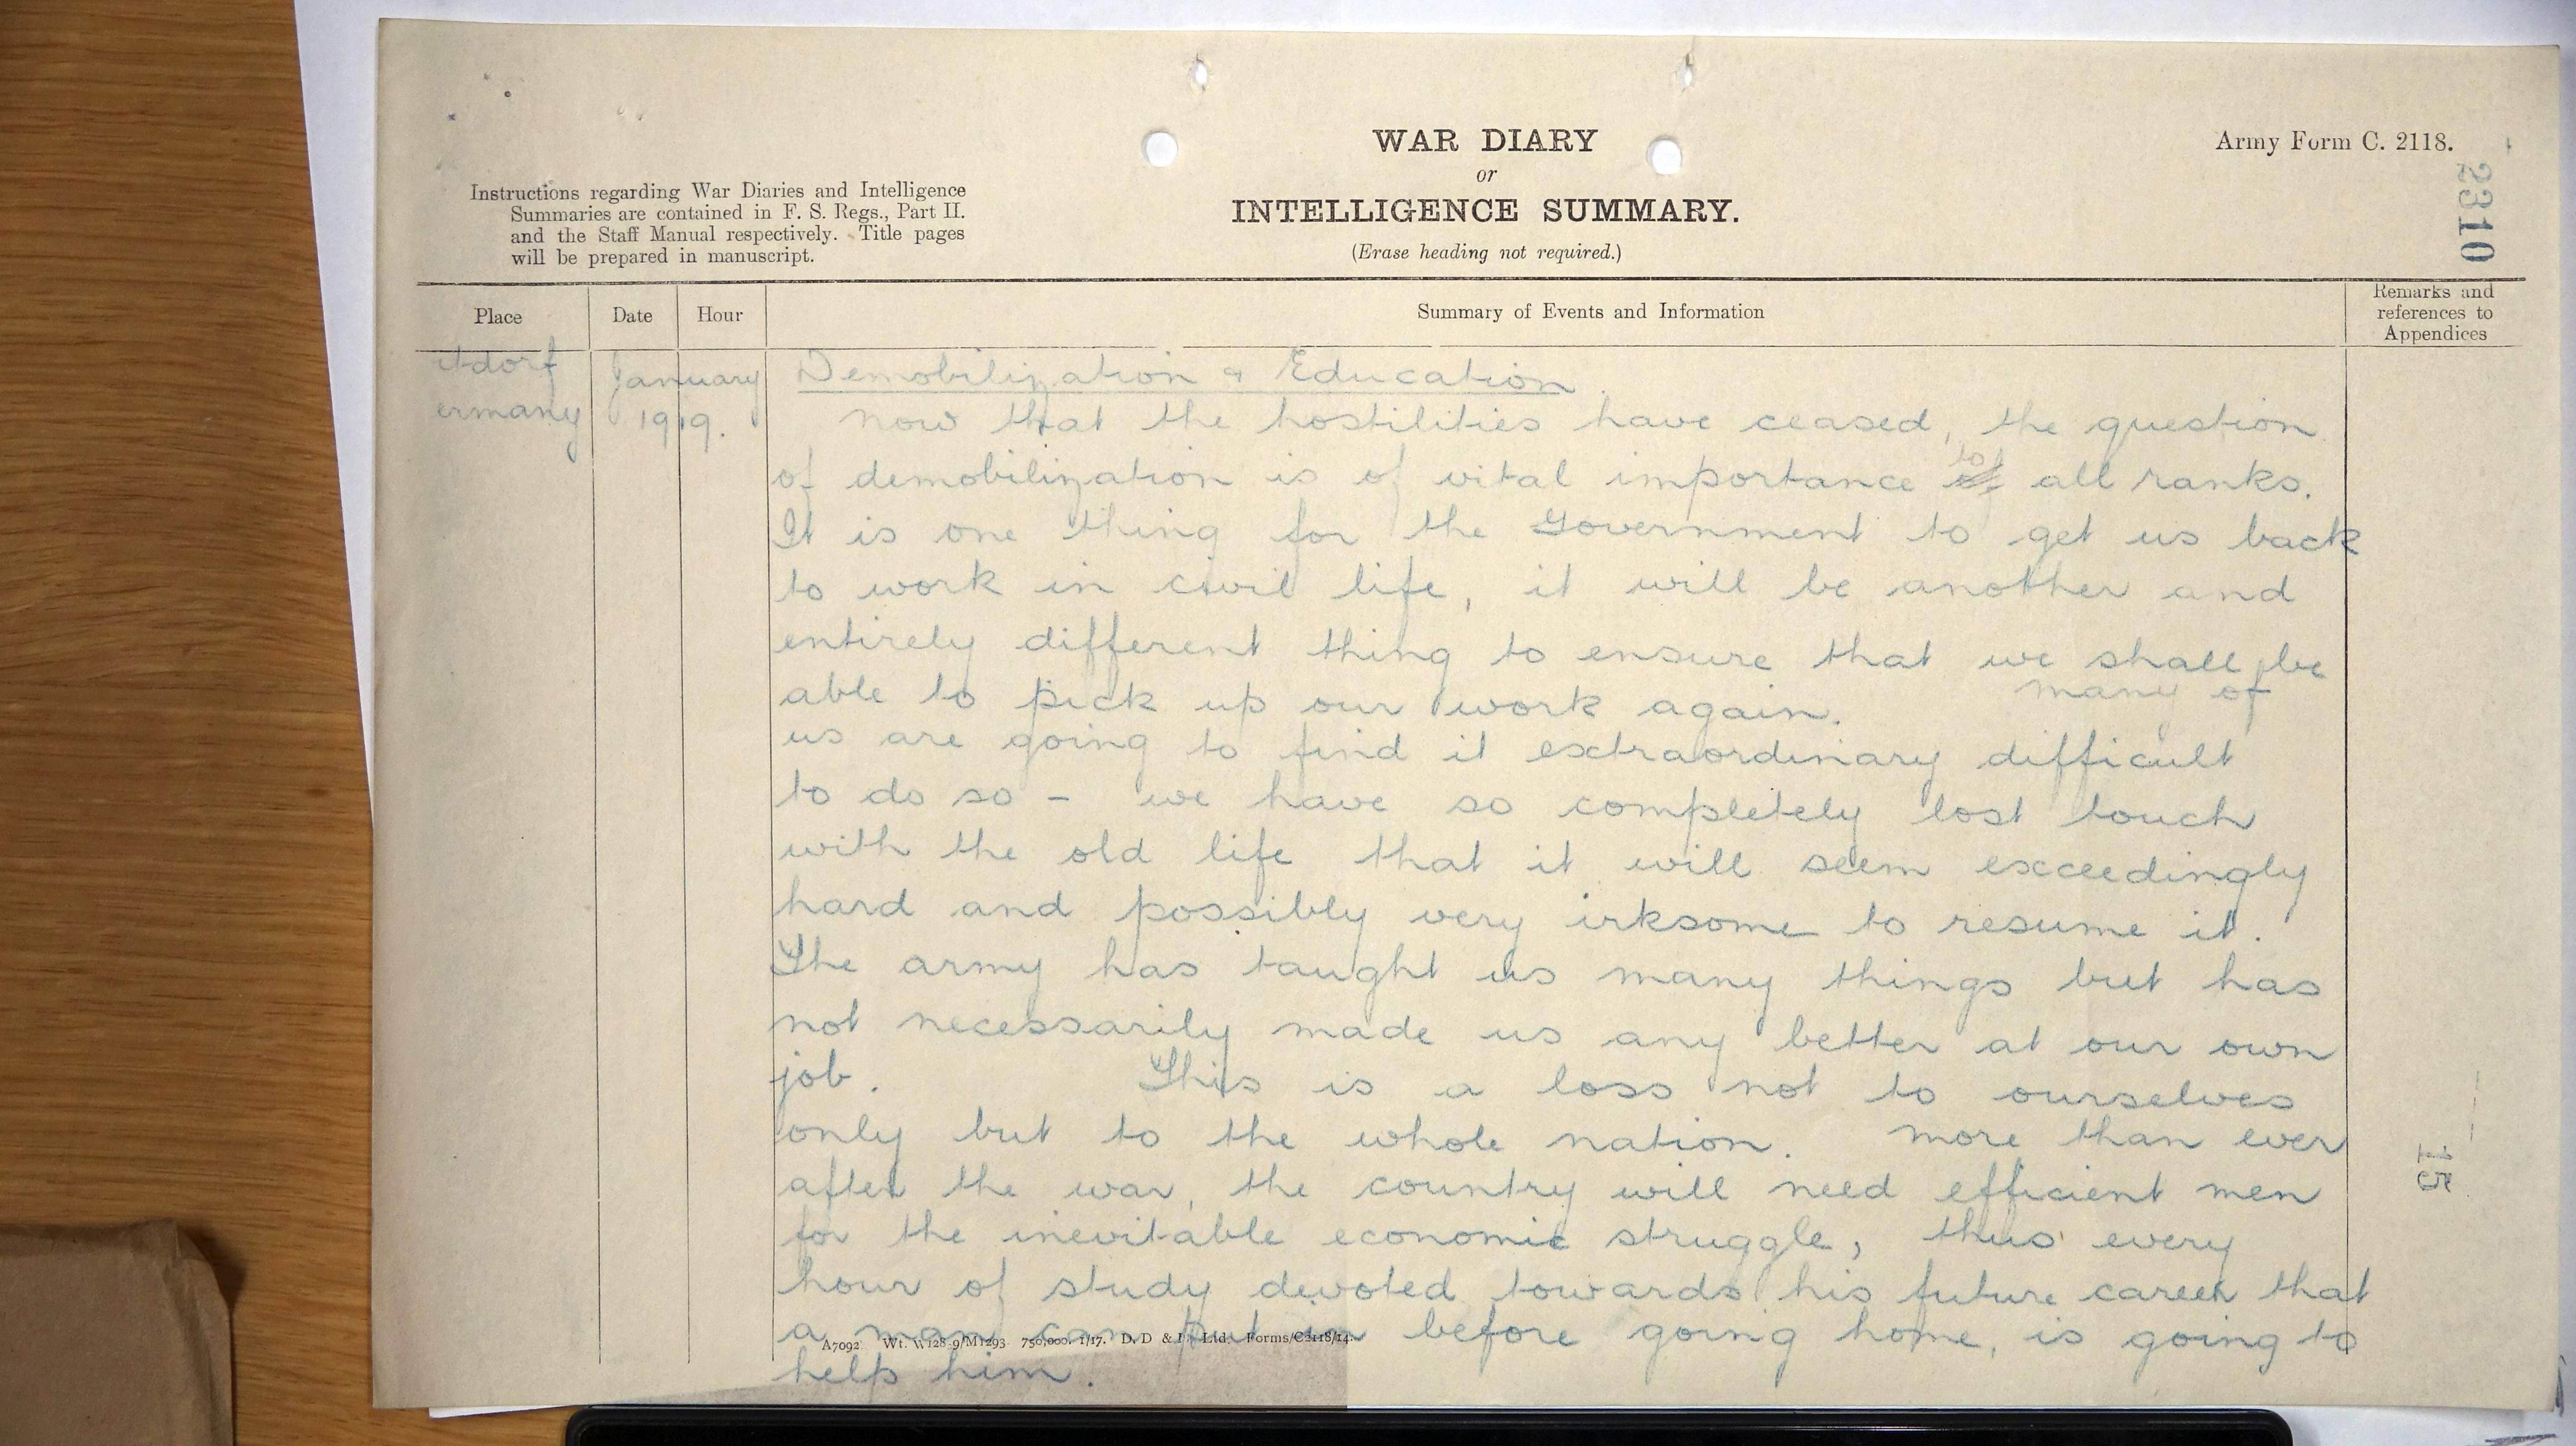 WAR DIARY
or
INTELLIGENCE SUMMARY.
(Erase heading not required.)
Army Form C. 2118.
2310
Instructions regarding War Diaries and Intelligence
Summaries are contained in F. S. Regs., Part II.
and the Staff Manual respectively. Title pages
will be prepared in manuscript.
Place
Date
Hour
Summary of Events and Information
Remarks and
references to
Appendices
itdorf
ermany
January
1919.
Demobilization & Education.
Now that the hostilities have ceased, the question
of demobilization is of vital importance to all ranks.
It is one thing for the Government to get us back
to work in civil life, it will be another and
entirely different thing to ensure that we shall be
able to pick up our work again. Many of
us are going to find it extraordinary difficult
to do so - we have so completely lost touch
with the old life that it will seem exceedingly
hard and possibly very irksome to resume it.
The army has taught us many things but has
not necessarily made us any better at our own
job. This is a loss not to ourselves
only but to the whole nation. More than ever
after the war, the country will need efficient men
for the inevitable economic struggle, thus every
hour of study devoted towards his future career that
a man can put in before going home, is going to
help him.
15
A7092 Wt. W128 9/M1293 750,000. 1/17. D. D & L. Ltd. Forms/C2118/14.